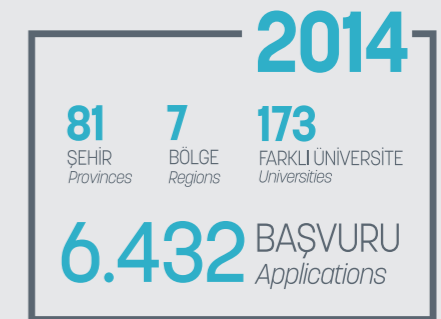 2014
81 7 173
ŞEHİR BÖLGE FARKLI ÜNİVERSİTE
Provinces Regions Universities
6.432 BAŞVURU
Applications